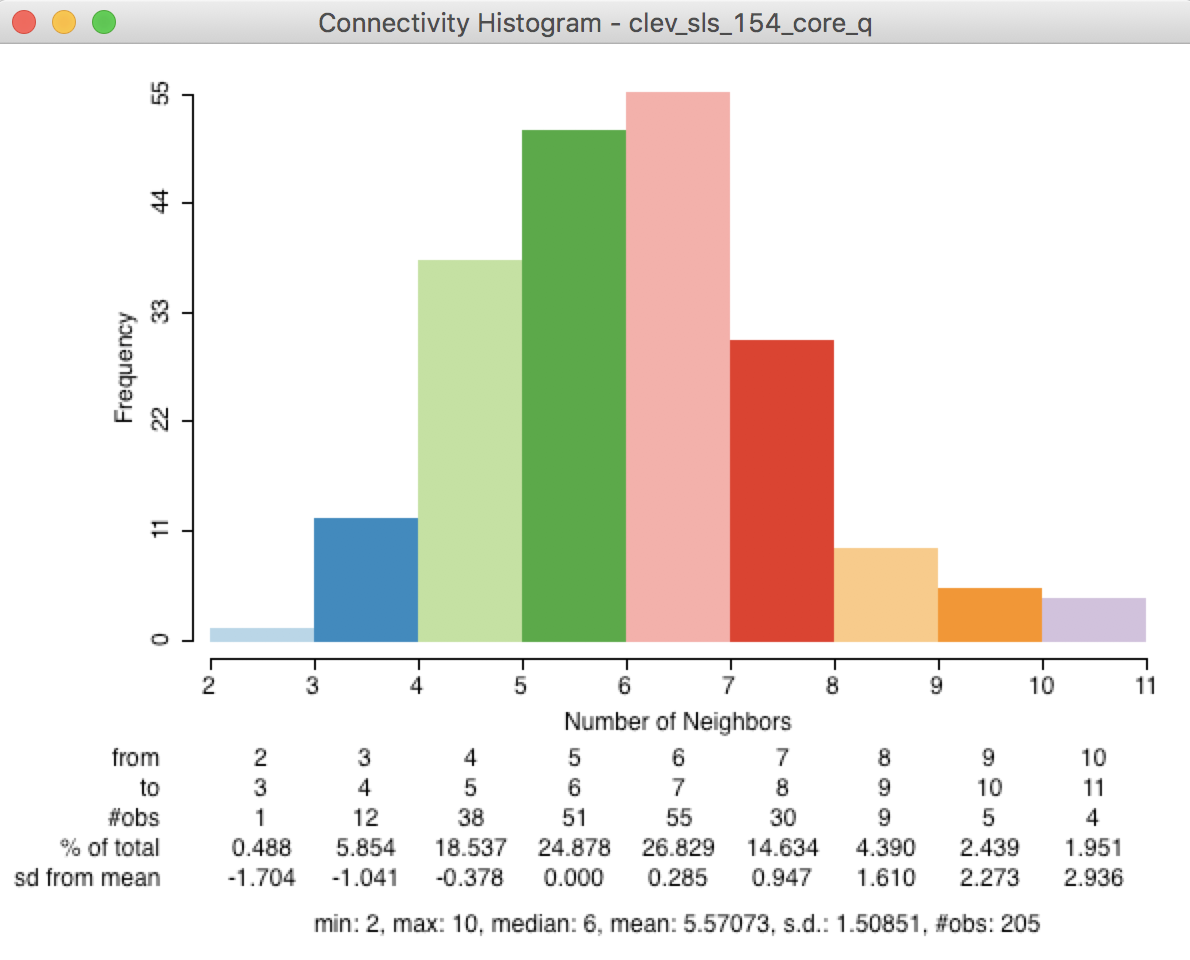 Connectivity Histogram - clev_sls_154_core_q
55
44
33
22
11
0
Frequency
2 3 4 5 6 7 8 9 10 11
Number of Neighbors
from 2 3 4 5 6 7 8 9 10
to 3 4 5 6 7 8 9 10 11
#obs 1 12 38 51 55 30 9 5 4
% of total 0.488 5.854 18.537 24.878 26.829 14.634 4.390 2.439 1.951
sd from mean -1.704 -1.041 -0.378 0.000 0.285 0.947 1.610 2.273 2.936
min: 2, max: 10, median: 6, mean: 5.57073, s.d.: 1.50851, #obs: 205